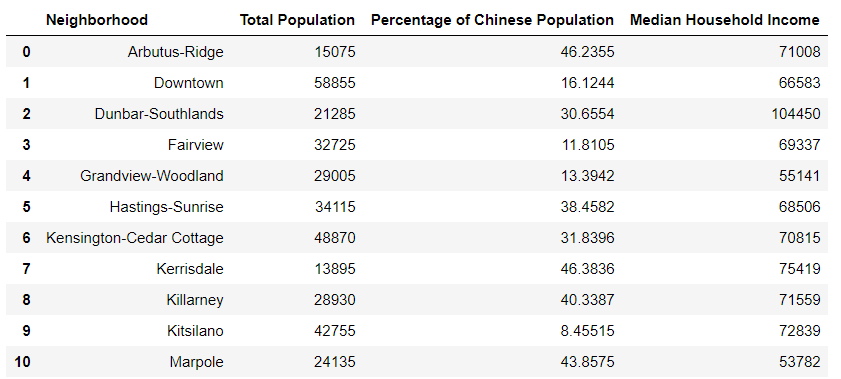 Neighborhood Total Population Percentage of Chinese Population Median Household Income
0 Arbutus-Ridge 15075 46.2355 71008
1 Downtown 58855 16.1244 66583
2 Dunbar-Southlands 21285 30.6554 104450
3 Fairview 32725 11.8105 69337
4 Grandview-Woodland 29005 13.3942 55141
5 Hastings-Sunrise 34115 38.4582 68506
6 Kensington-Cedar Cottage 48870 31.8396 70815
7 Kerrisdale 13895 46.3836 75419
8 Killarney 28930 40.3387 71559
9 Kitsilano 42755 8.45515 72839
10 Marpole 24135 43.8575 53782